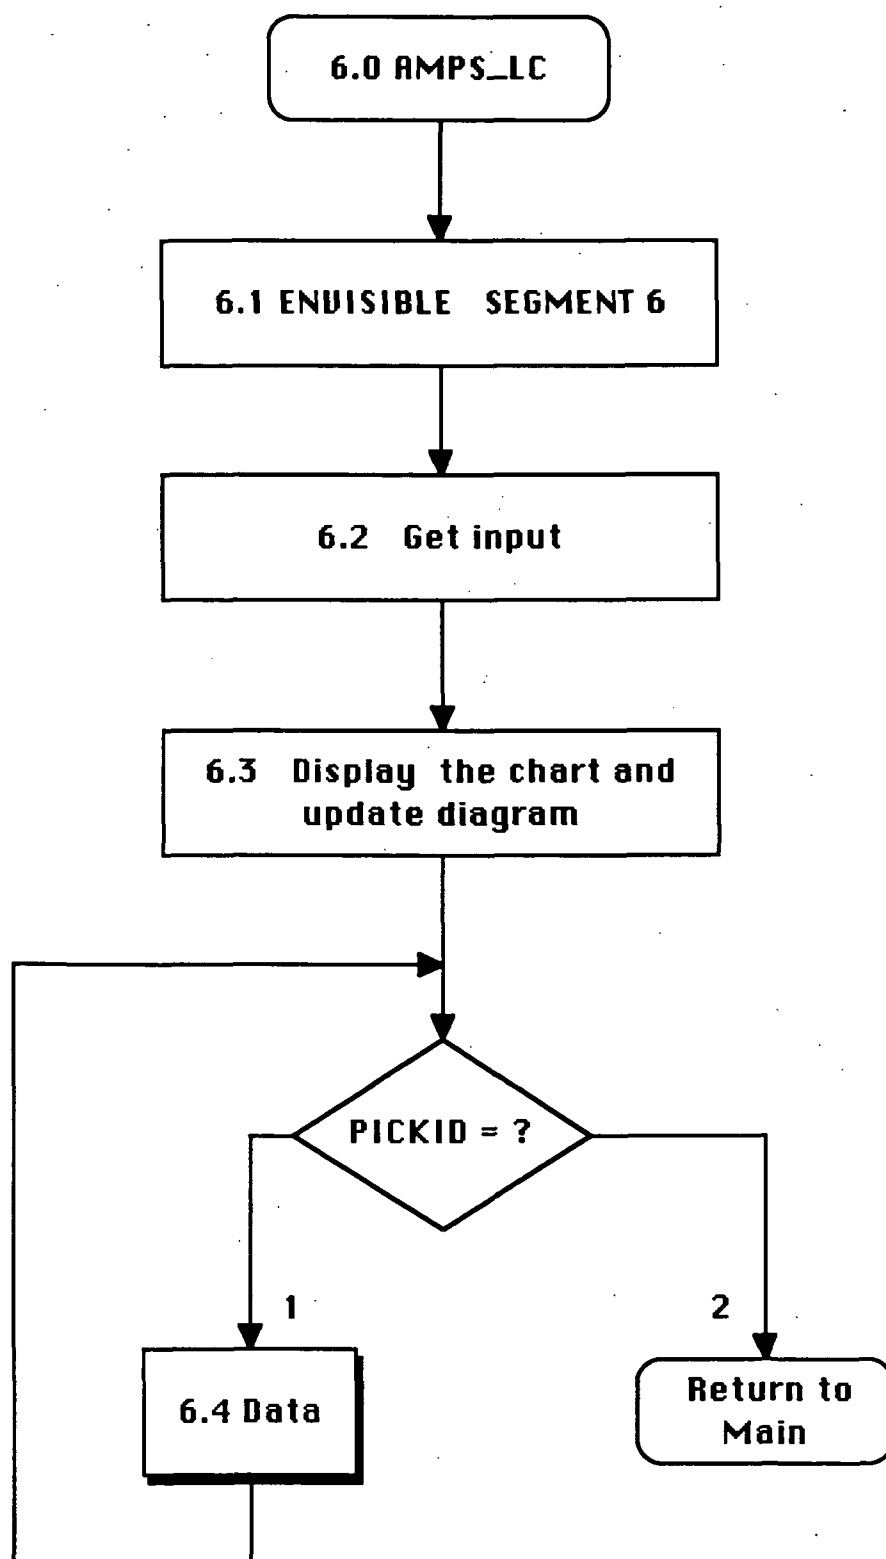 6.0 AMPS_LC
6.1 ENVISIBLE SEGMENT 6
6.2 Get input
6.3 Display the chart and
update diagram
PICKID = ?
1
2
6.4 Data
Return to
Main